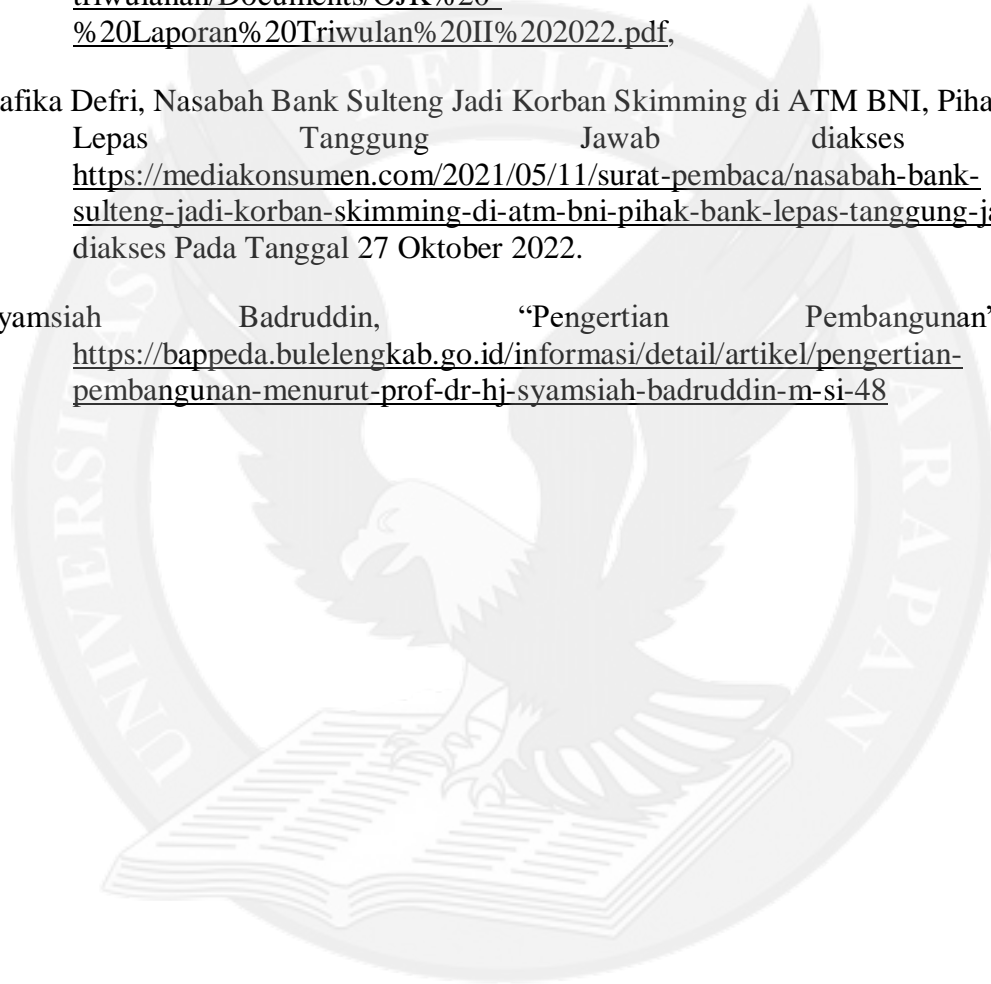 triwulanan/Documents/OJK%20-
%20Laporan%20Triwulan%20II%202022.pdf,
afika Defri, Nasabah Bank Sulteng Jadi Korban Skimming di ATM BNI, Piha
Lepas Tanggung Jawab diakses
https://mediakonsumen.com/2021/05/11/surat-pembaca/nasabah-bank-
sulteng-jadi-korban-skimming-di-atm-bni-pihak-bank-lepas-tanggung-ja
diakses Pada Tanggal 27 Oktober 2022.
yamsiah Badruddin, “Pengertian Pembangunan”
https://bappeda.bulelengkab.go.id/informasi/detail/artikel/pengertian-
pembangunan-menurut-prof-dr-hj-syamsiah-badruddin-m-si-48
UNIVERSITAS PELITA HARAPAN